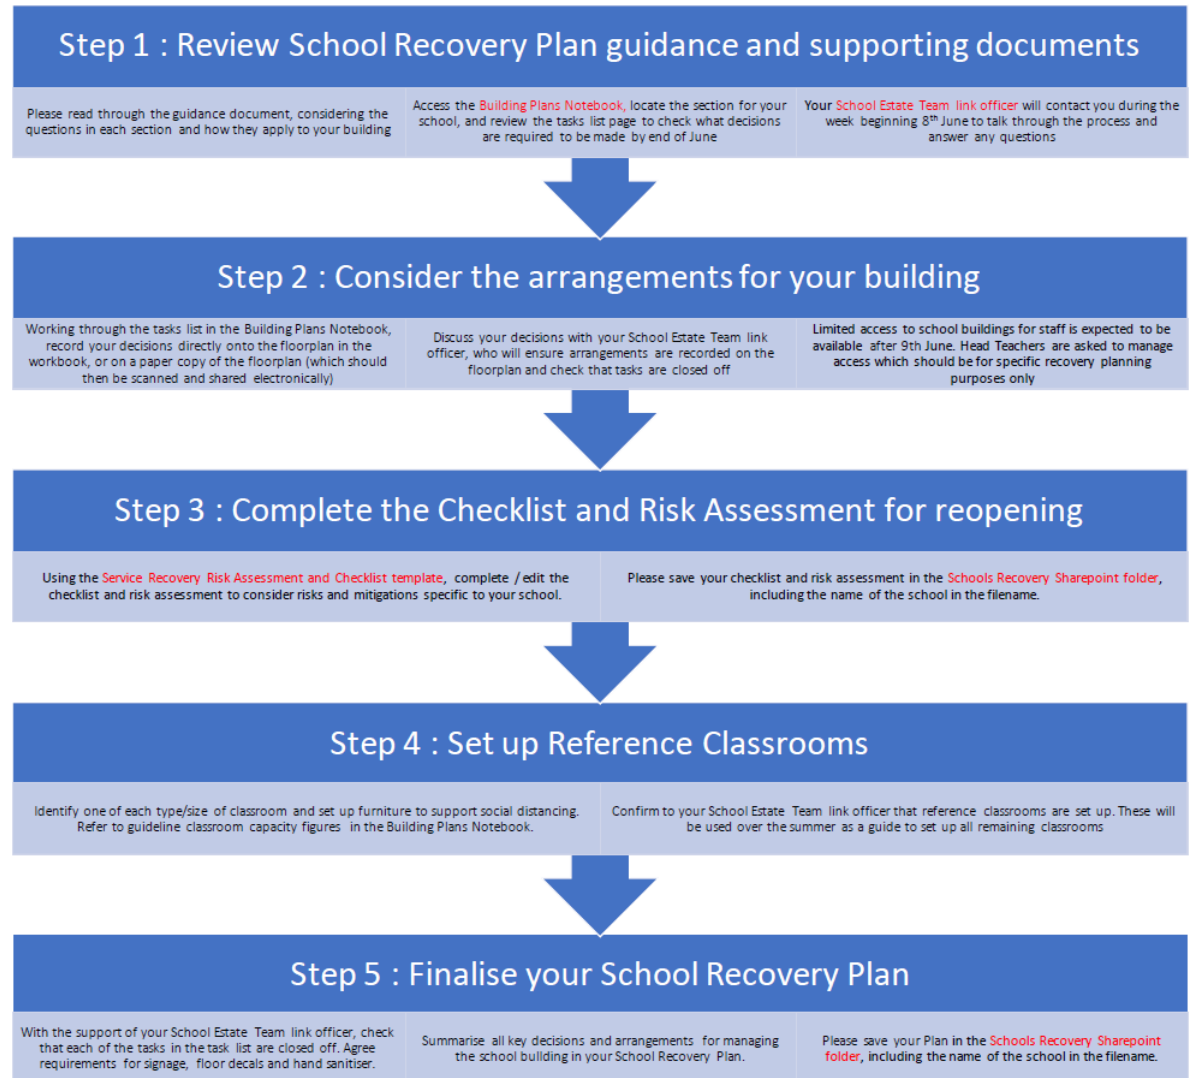 Step 1 : Review School Recovery Plan guidance and supporting documents
Please read through the guidance document, considering the
questions in each section and how they apply to your building
Access the Building Plans Notebook, locate the section for your
school, and review the tasks list page to check what decisions
are required to be made by end of June
Your School Estate Team link officer will contact you during the
week beginning 8th June to talk through the process and
answer any questions
Step 2 : Consider the arrangements for your building
Working through the tasks list in the Building Plans Notebook,
record your decisions directly onto the floorplan in the
workbook, or on a paper copy of the floorplan (which should
then be scanned and shared electronically)
Discuss your decisions with your School Estate Team link
officer, who will ensure arrangements are recorded on the
floorplan and check that tasks are closed off
Limited access to school buildings for staff is expected to be
available after 9th June. Head Teachers are asked to manage
access which should be for specific recovery planning
purposes only
Step 3 : Complete the Checklist and Risk Assessment for reopening
Using the Service Recovery Risk Assessment and Checklist template, complete / edit the
checklist and risk assessment to consider risks and mitigations specific to your school.
Please save your checklist and risk assessment in the Schools Recovery Sharepoint folder,
including the name of the school in the filename.
Step 4 : Set up Reference Classrooms
Identify one of each type/size of classroom and set up furniture to support social distancing.
Refer to guideline classroom capacity figures in the Building Plans Notebook.
Confirm to your School Estate Team link officer that reference classrooms are set up. These will
be used over the summer as a guide to set up all remaining classrooms
Step 5 : Finalise your School Recovery Plan
With the support of your School Estate Team link officer, check
that each of the tasks in the task list are closed off. Agree
requirements for signage, floor decals and hand sanitiser.
Summarise all key decisions and arrangements for managing
the school building in your School Recovery Plan.
Please save your Plan in the Schools Recovery Sharepoint
folder, including the name of the school in the filename.